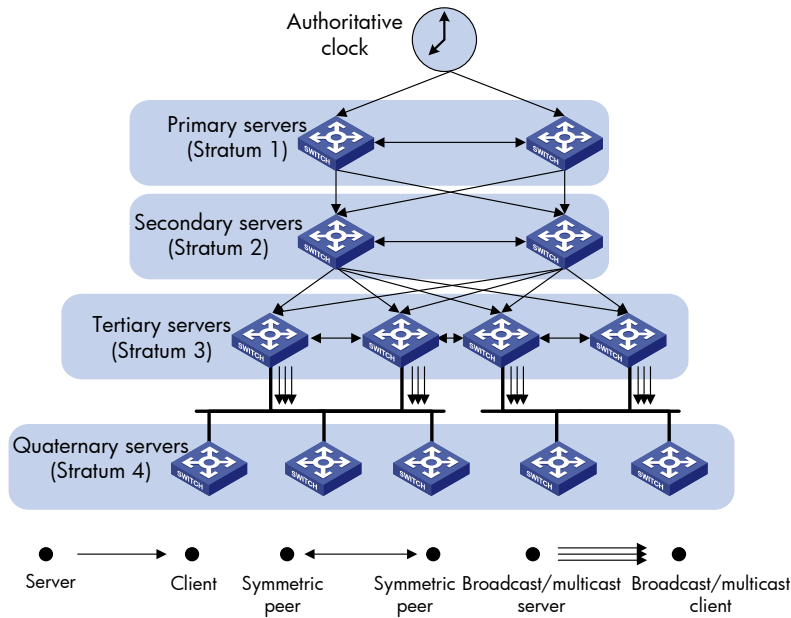 Authoritative
clock
Primary servers
(Stratum 1)
SWITCH
SWITCH
Secondary servers
(Stratum 2)
SWITCH
SWITCH
Tertiary servers
(Stratum 3)
SWITCH
SWITCH
SWITCH
SWITCH
Quaternary servers
(Stratum 4)
SWITCH
SWITCH
SWITCH
SWITCH
SWITCH
Server
Client
Symmetric
peer
Symmetric
peer
Broadcast/multicast
server
Broadcast/multicast
client